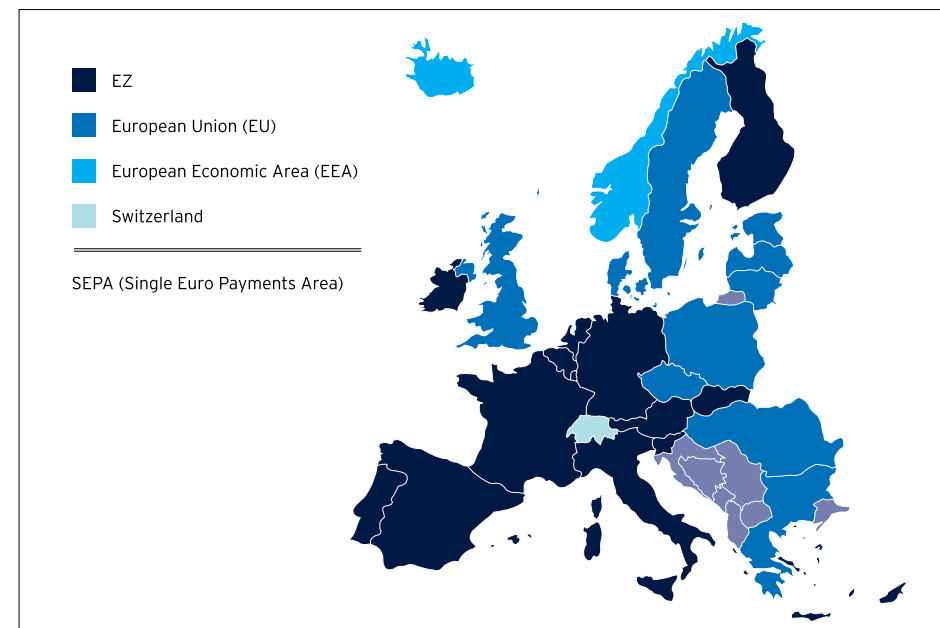 EZ
European Union (EU)
European Economic Area (EEA)
Switzerland
SEPA (Single Euro Payments Area)